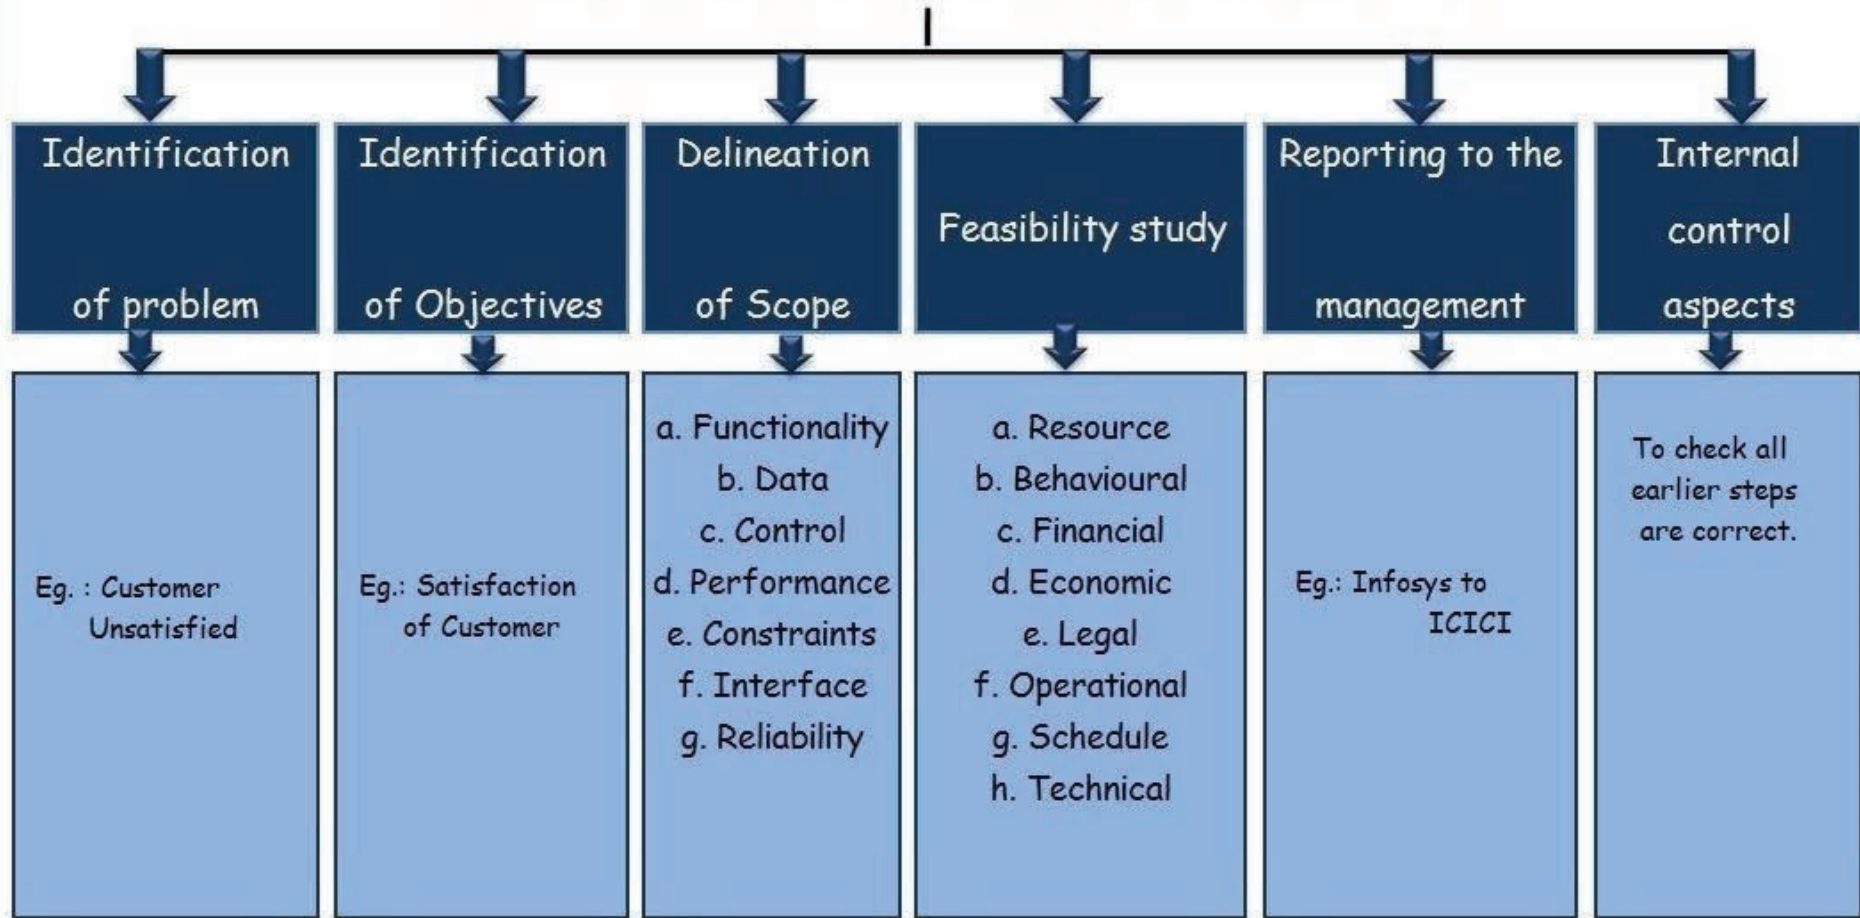 Identification
of problem
Identification
of Objectives
Delineation
of Scope
Feasibility study
Reporting to the
management
Internal
control
aspects
Eg. : Customer
Unsatisfied
Eg.: Satisfaction
of Customer
a. Functionality
b. Data
c. Control
d. Performance
e. Constraints
f. Interface
g. Reliability
a. Resource
b. Behavioural
c. Financial
d. Economic
e. Legal
f. Operational
g. Schedule
h. Technical
Eg.: Infosys to
ICICI
To check all
earlier steps
are correct.